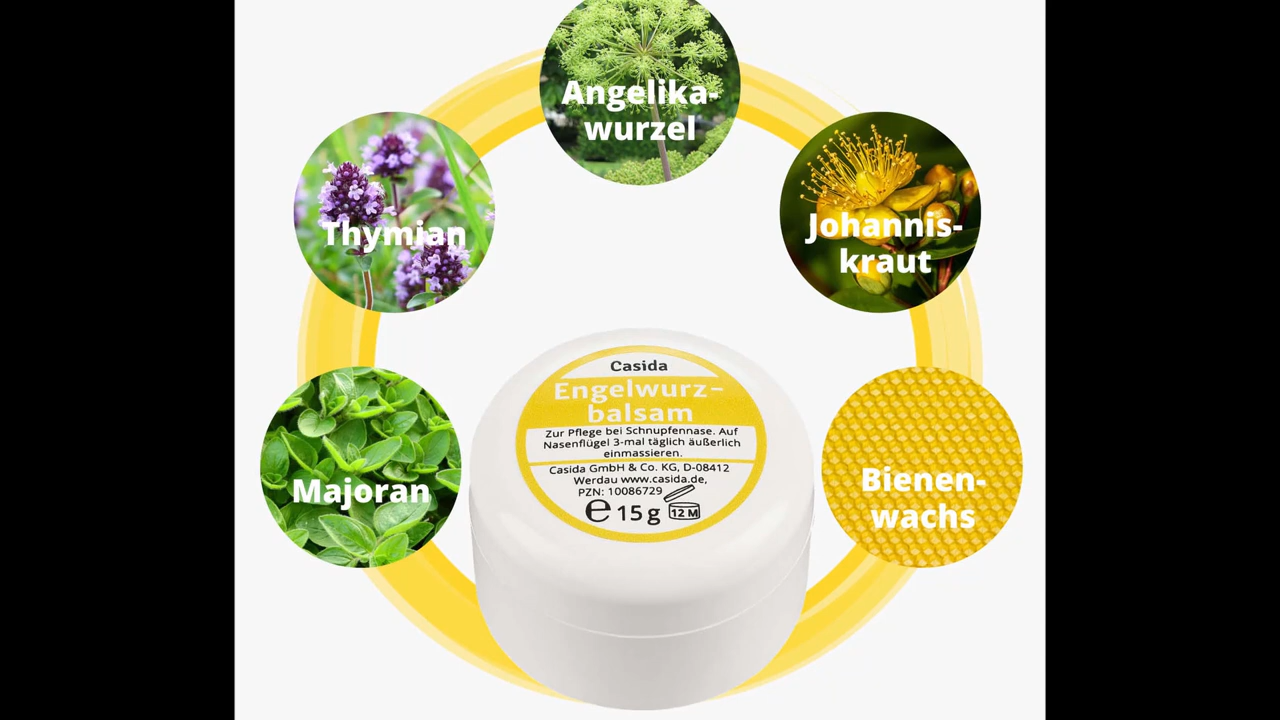 Angelika-
wurzel
Thymian
Johannis-
kraut
Majoran
Bienen-
wachs
Casida
Engelwurz-
balsam
Zur Pflege bei Schnupfennase. Auf
Nasenflügel 3-mal täglich äußerlich
einmassieren.
Casida GmbH & Co. KG, D-08412
Werdau www.casida.de,
PZN: 10086729
e 15 g 12 M